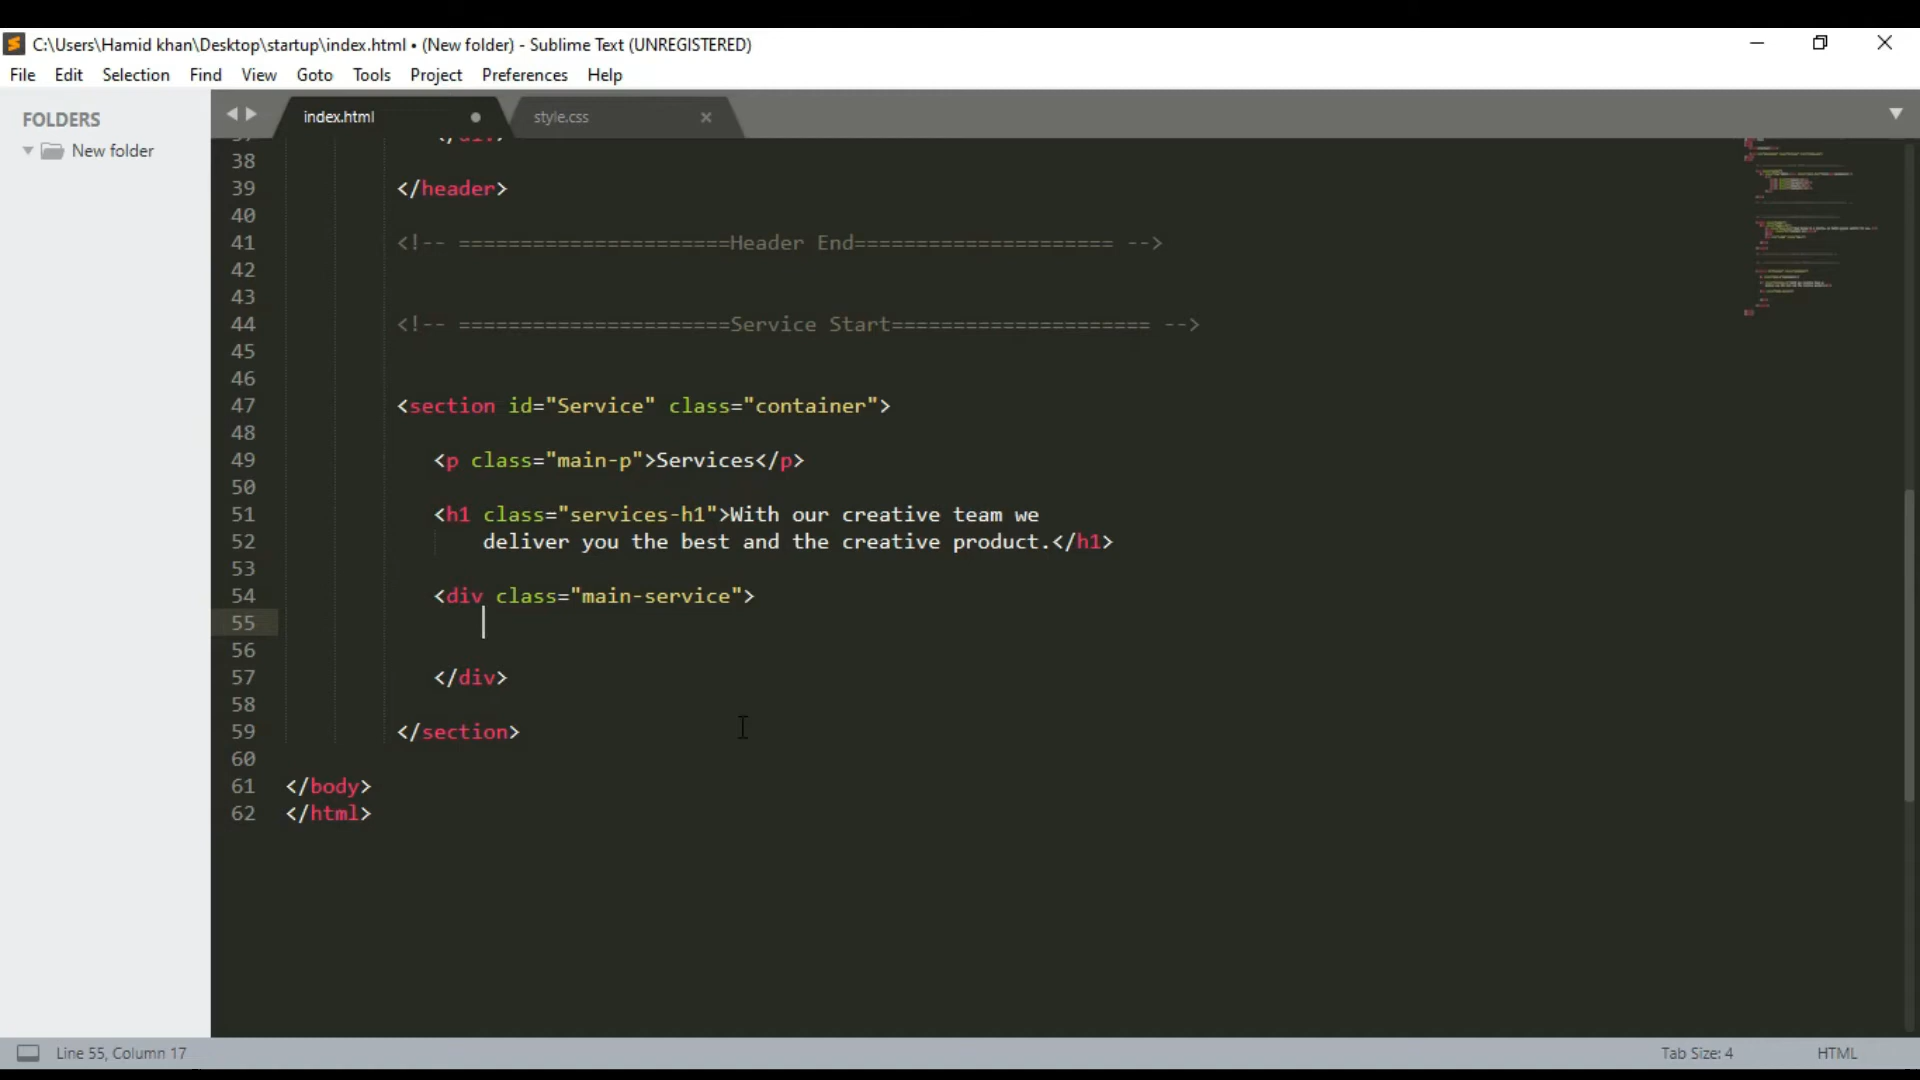 C:\Users\Hamid khan\Desktop\startup\index.html • (New folder) - Sublime Text (UNREGISTERED)
File Edit Selection Find View Goto Tools Project Preferences Help
FOLDERS
New folder
index.html
style.css
37 </div>
38
39 </header>
40
41 <!-- ======================Header End===================== -->
42
43
44 <!-- ======================Service Start===================== -->
45
46
47 <section id="Service" class="container">
48
49 <p class="main-p">Services</p>
50
51 <h1 class="services-h1">With our creative team we
52 deliver you the best and the creative product.</h1>
53
54 <div class="main-service">
55
56
57 </div>
58
59 </section>
60
61 </body>
62 </html>
Line 55, Column 17
Tab Size: 4
HTML